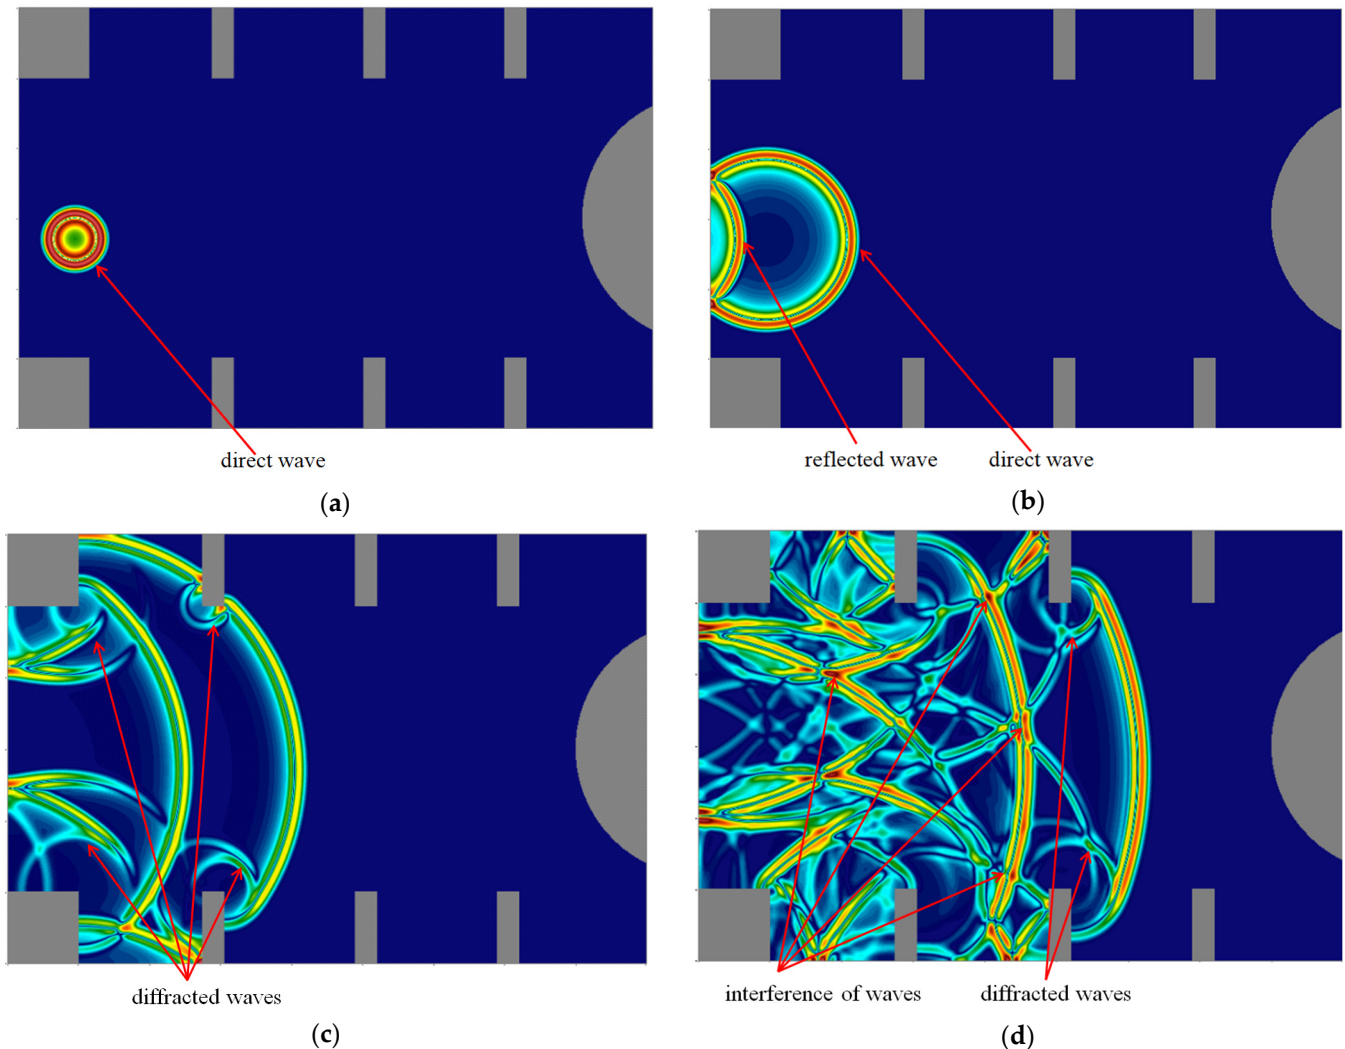 direct wave
(a)
reflected wave
direct wave
(b)
diffracted waves
(c)
interference of waves
diffracted waves
(d)